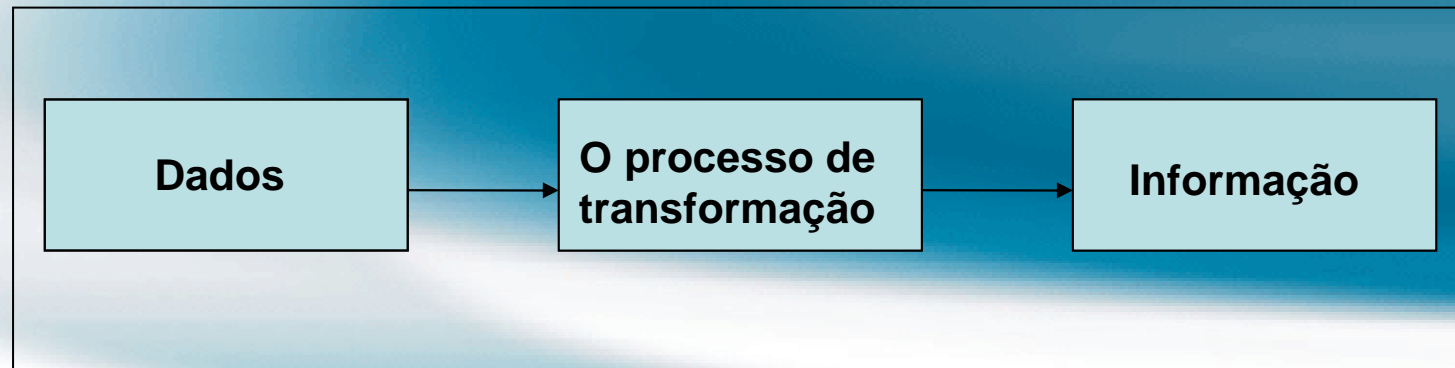 Dados
O processo de
transformação
Informação